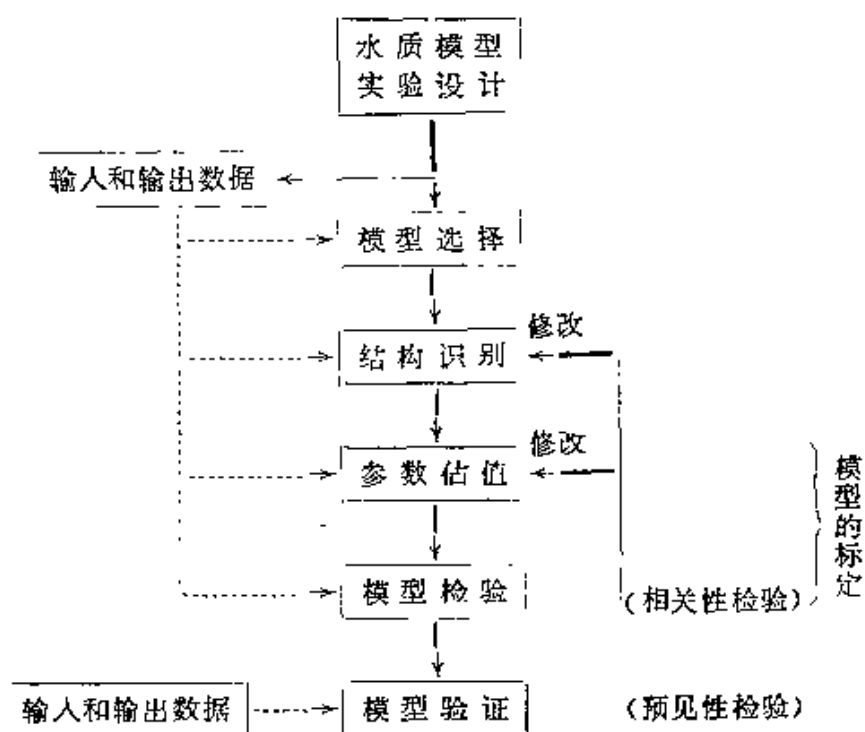 水质模型
实验设计
输入和输出数据
模型选择
修改
结构识别
修改
参数估值
模型的标定
模型检验
(相关性检验)
输入和输出数据
模型验证
(预见性检验)